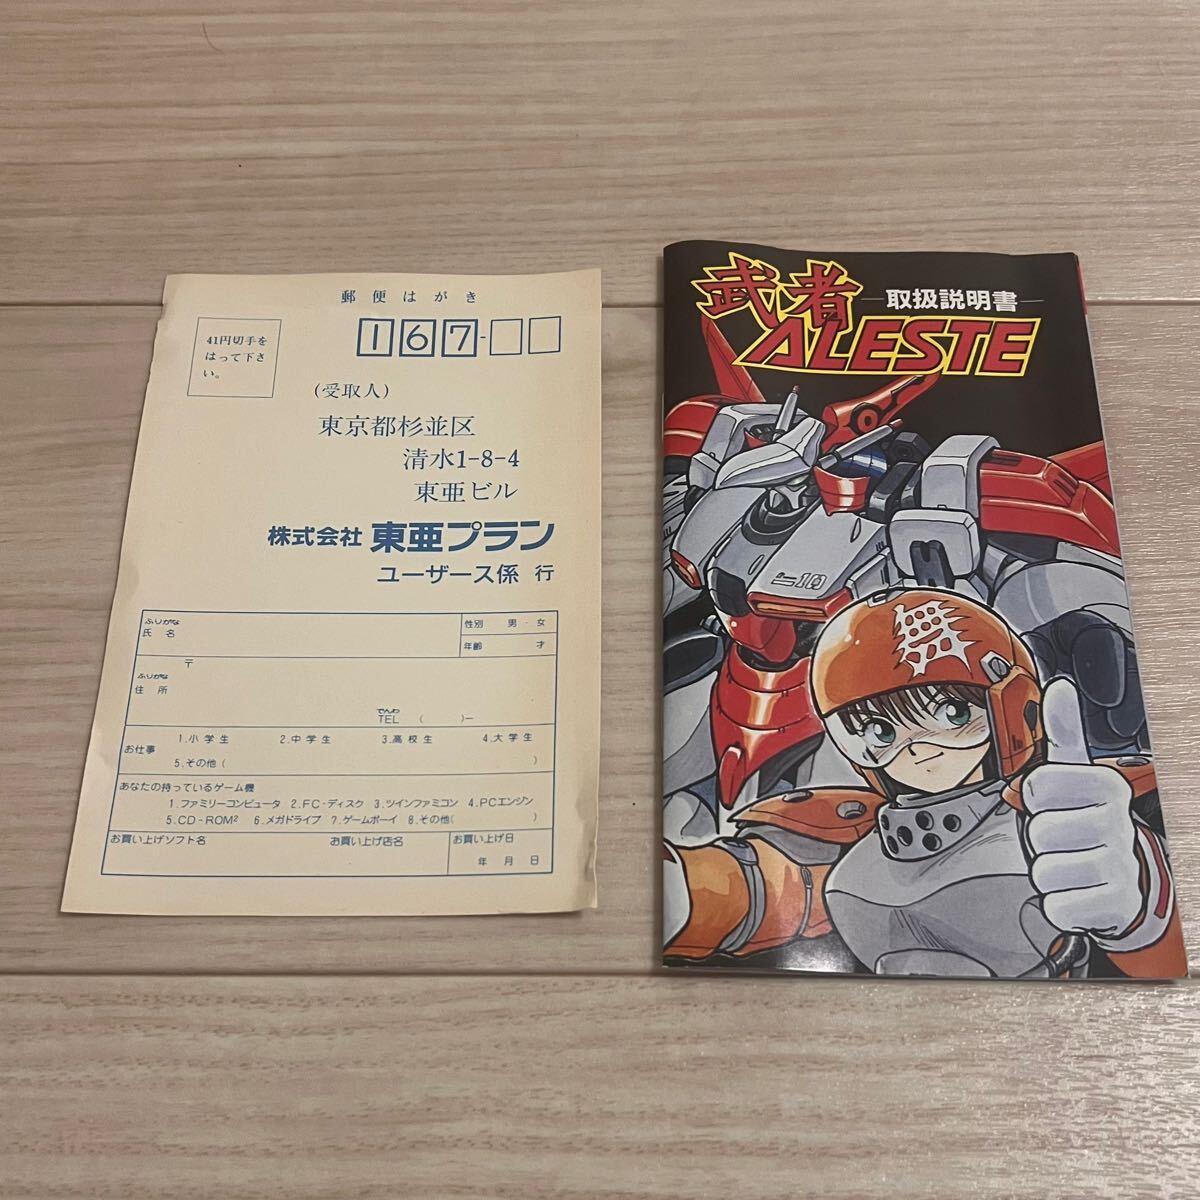 郵便はがき
41円切手を
はって下さ
い。
167-
(受取人)
東京都杉並区
清水1-8-4
東亜ビル
株式会社 東亜プラン
ユーザース係 行
ふりがな
氏 名
性別 男・女
年齢 才
〒
ふりがな
住 所
でんわ
TEL ( )ー
お仕事
1.小学生 2.中学生 3.高校生 4.大学生
5.その他( )
あなたの持っているゲーム機
1.ファミリーコンピュータ 2.FC-ディスク 3.ツインファミコン 4.PCエンジン
5.CD-ROM² 6.メガドライブ 7.ゲームボーイ 8.その他( )
お買い上げソフト名 お買い上げ店名 お買い上げ日
年 月 日
武者
ー取扱説明書ー
ALESTE
10
舞